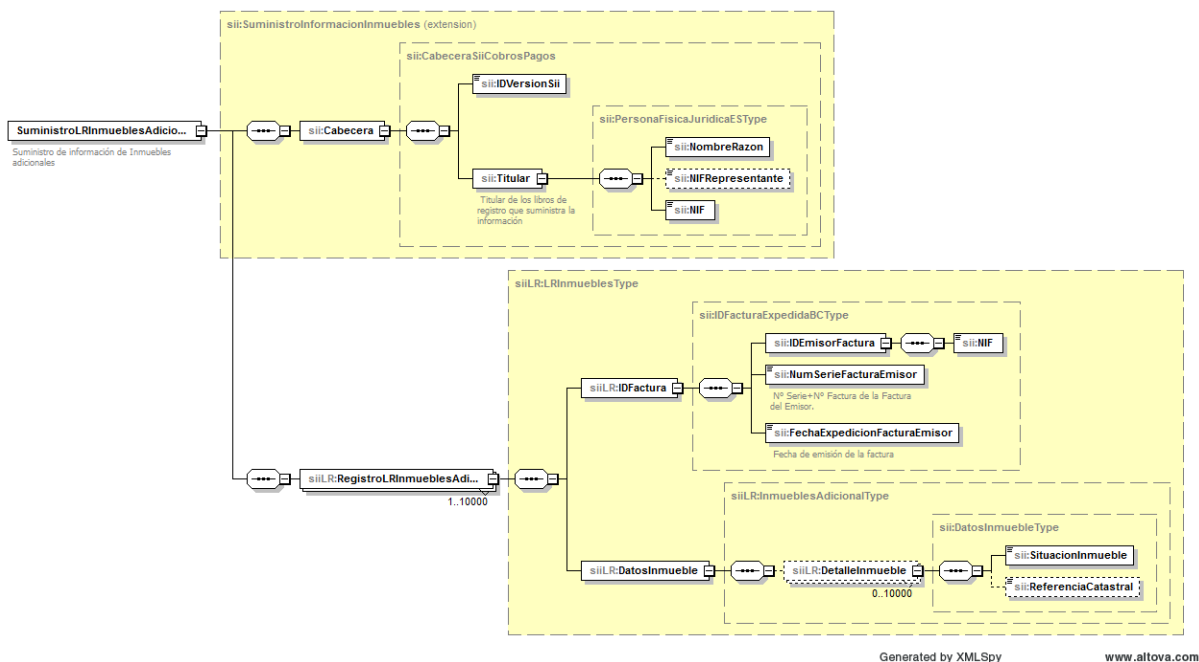 sii:SuministroInformacionInmuebles (extension)
sii:CabeceraSiiCobrosPagos
sii:IDVersionSii
sii:PersonaFisicaJuridicaESType
SuministroLRInmueblesAdicio...
sii:Cabecera
sii:NombreRazon
Suministro de información de Inmuebles
adicionales
sii:Titular
sii:NIFRepresentante
Titular de los libros de
registro que suministra la
información
sii:NIF
siiLR:LRInmueblesType
sii:IDFacturaExpedidaBCType
sii:IDEmisorFactura
sii:NIF
siiLR:IDFactura
sii:NumSerieFacturaEmisor
Nº Serie+Nº Factura de la Factura
del Emisor.
sii:FechaExpedicionFacturaEmisor
Fecha de emisión de la factura
siiLR:RegistroLRInmueblesAdi...
1..10000
siiLR:InmueblesAdicionalType
sii:DatosInmuebleType
sii:SituacionInmueble
siiLR:DatosInmueble
siiLR:DetalleInmueble
0..10000
sii:ReferenciaCatastral
Generated by XMLSpy
www.altova.com